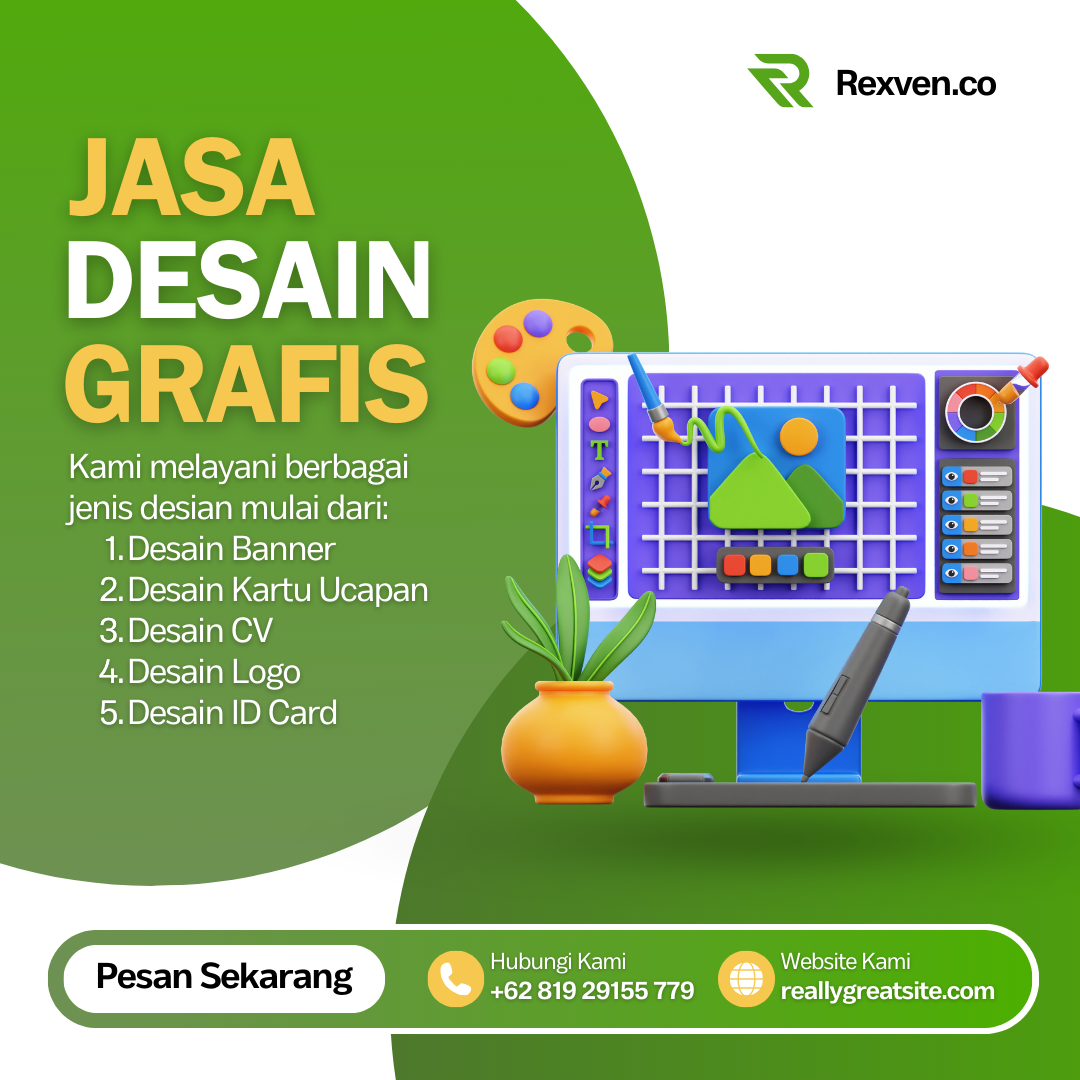 Rexven.co
JASA
DESAIN
GRAFIS
Kami melayani berbagai
jenis desian mulai dari:
1. Desain Banner
2. Desain Kartu Ucapan
3. Desain CV
4. Desain Logo
5. Desain ID Card
T
Pesan Sekarang
Hubungi Kami
+62 819 29155 779
Website Kami
reallygreatsite.com